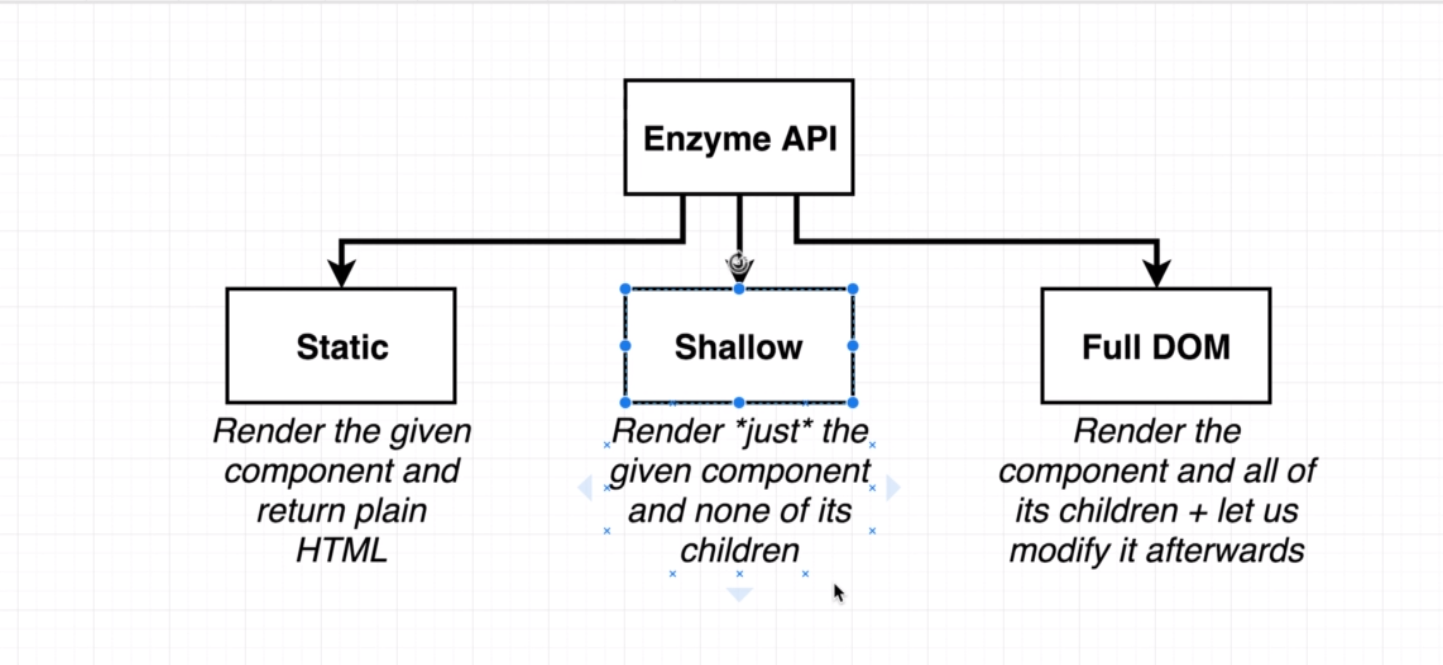 Enzyme API
Static
Shallow
Full DOM
Render the given
component and
return plain
HTML
Render *just* the
given component
and none of its
children
Render the
component and all of
its children + let us
modify it afterwards